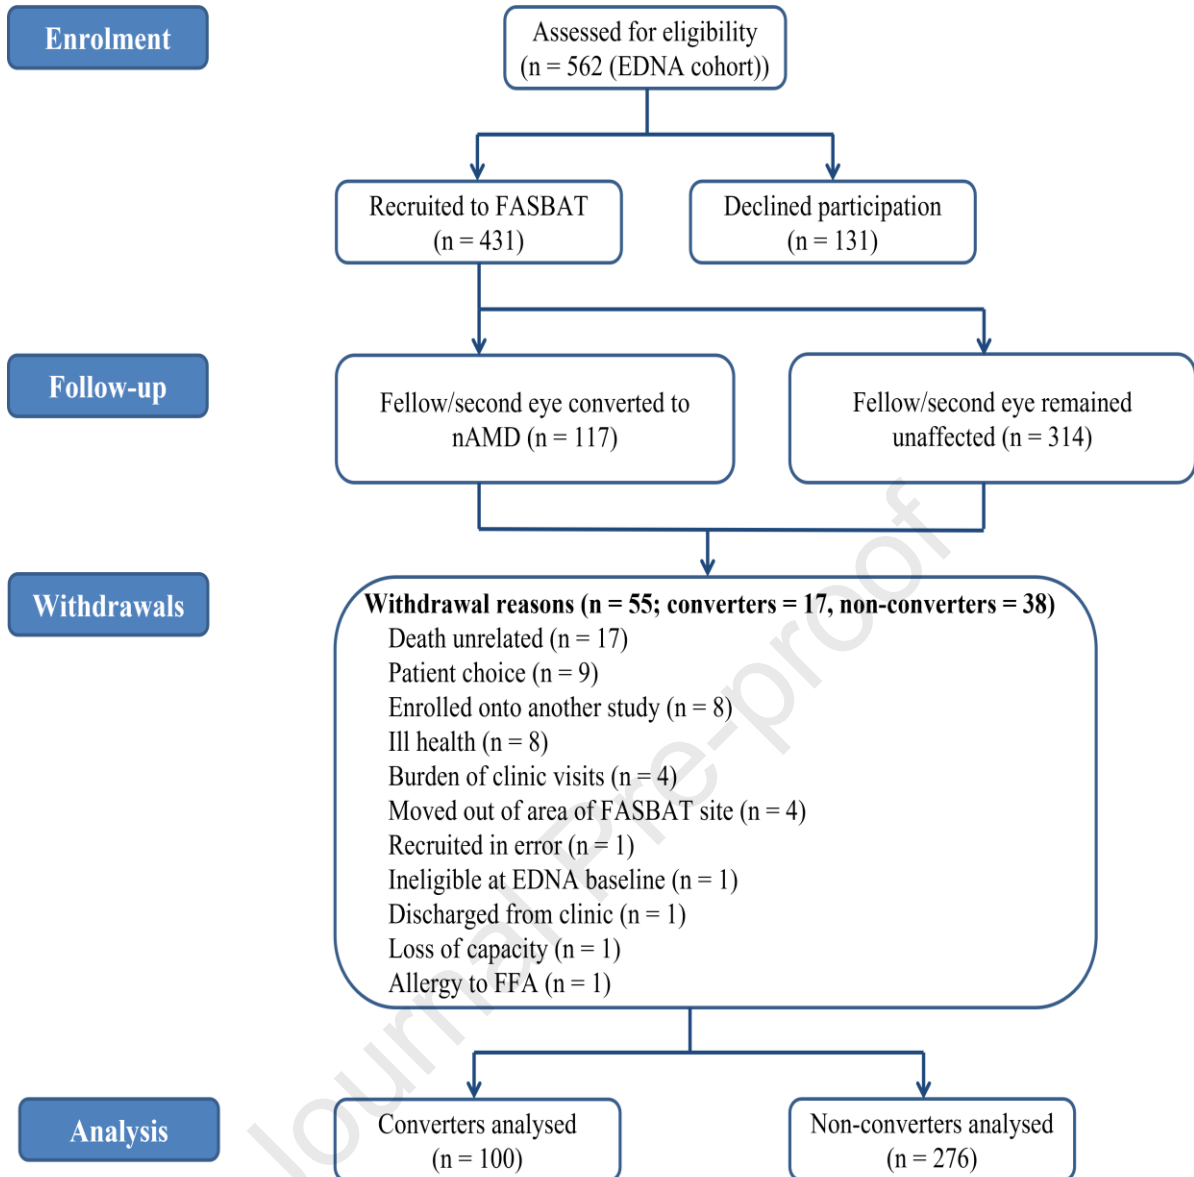 Enrolment
Assessed for eligibility
(n = 562 (EDNA cohort))
Recruited to FASBAT
(n = 431)
Declined participation
(n = 131)
Follow-up
Fellow/second eye converted to
nAMD (n = 117)
Fellow/second eye remained
unaffected (n = 314)
Withdrawals
Withdrawal reasons (n = 55; converters = 17, non-converters = 38)
Death unrelated (n = 17)
Patient choice (n = 9)
Enrolled onto another study (n = 8)
Ill health (n = 8)
Burden of clinic visits (n = 4)
Moved out of area of FASBAT site (n = 4)
Recruited in error (n = 1)
Ineligible at EDNA baseline (n = 1)
Discharged from clinic (n = 1)
Loss of capacity (n = 1)
Allergy to FFA (n = 1)
Analysis
Converters analysed
(n = 100)
Non-converters analysed
(n = 276)
Journal Pre-proof